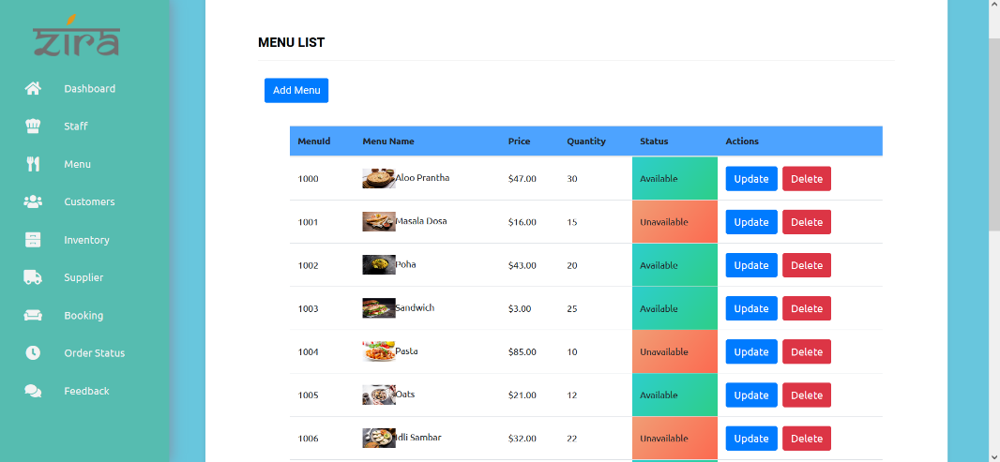 zira
Dashboard
Staff
Menu
Customers
Inventory
Supplier
Booking
Order Status
Feedback
MENU LIST
Add Menu
MenuId Menu Name Price Quantity Status Actions
1000 Aloo Prantha $47.00 30 Available Update Delete
1001 Masala Dosa $16.00 15 Unavailable Update Delete
1002 Poha $43.00 20 Available Update Delete
1003 Sandwich $3.00 25 Available Update Delete
1004 Pasta $85.00 10 Unavailable Update Delete
1005 Oats $21.00 12 Available Update Delete
1006 Idli Sambar $32.00 22 Unavailable Update Delete